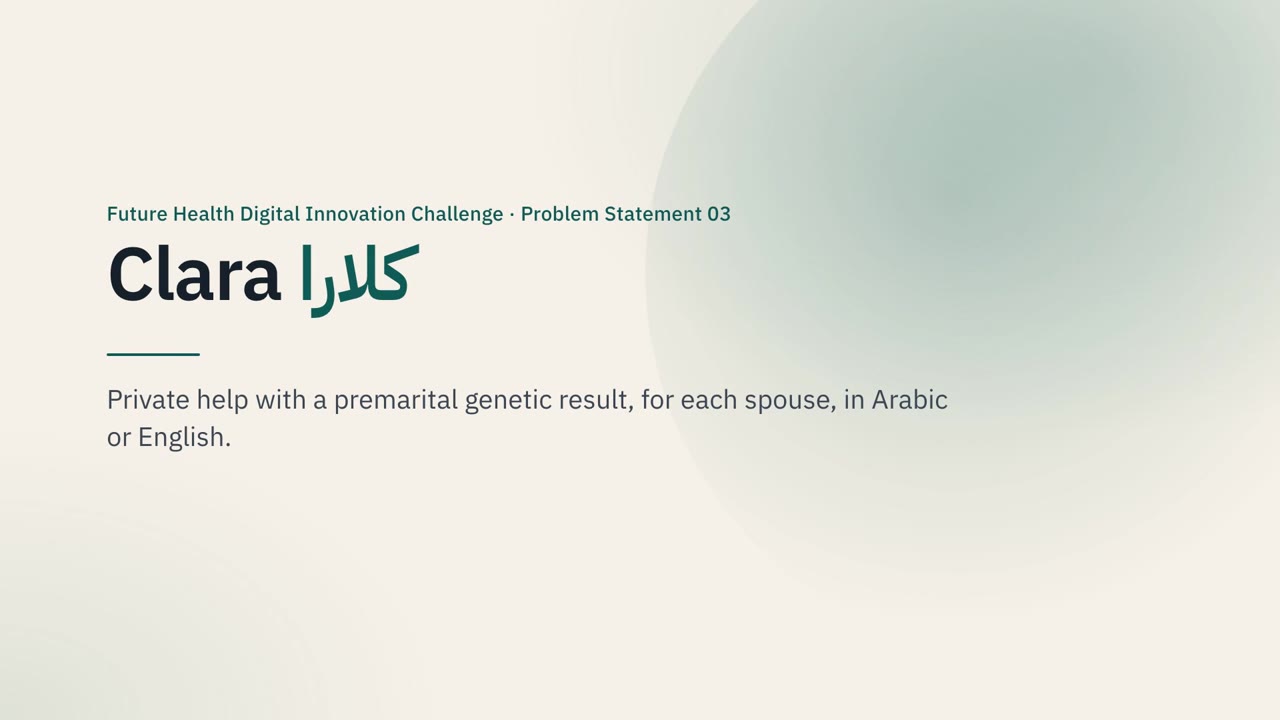 Future Health Digital Innovation Challenge · Problem Statement 03
Clara كلارا
Private help with a premarital genetic result, for each spouse, in Arabic
or English.